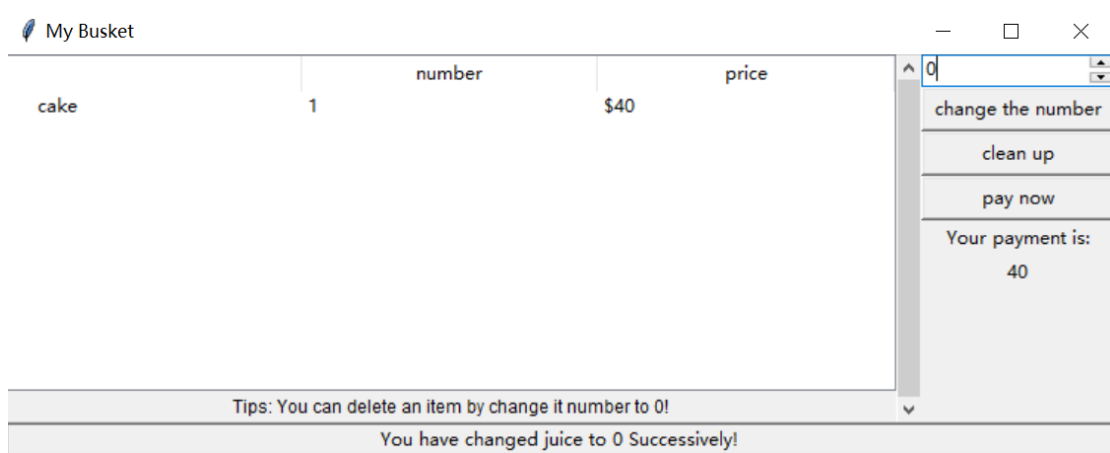 My Busket
number price 0
cake 1 $40
change the number
clean up
pay now
Your payment is:
40
Tips: You can delete an item by change it number to 0!
You have changed juice to 0 Successively!